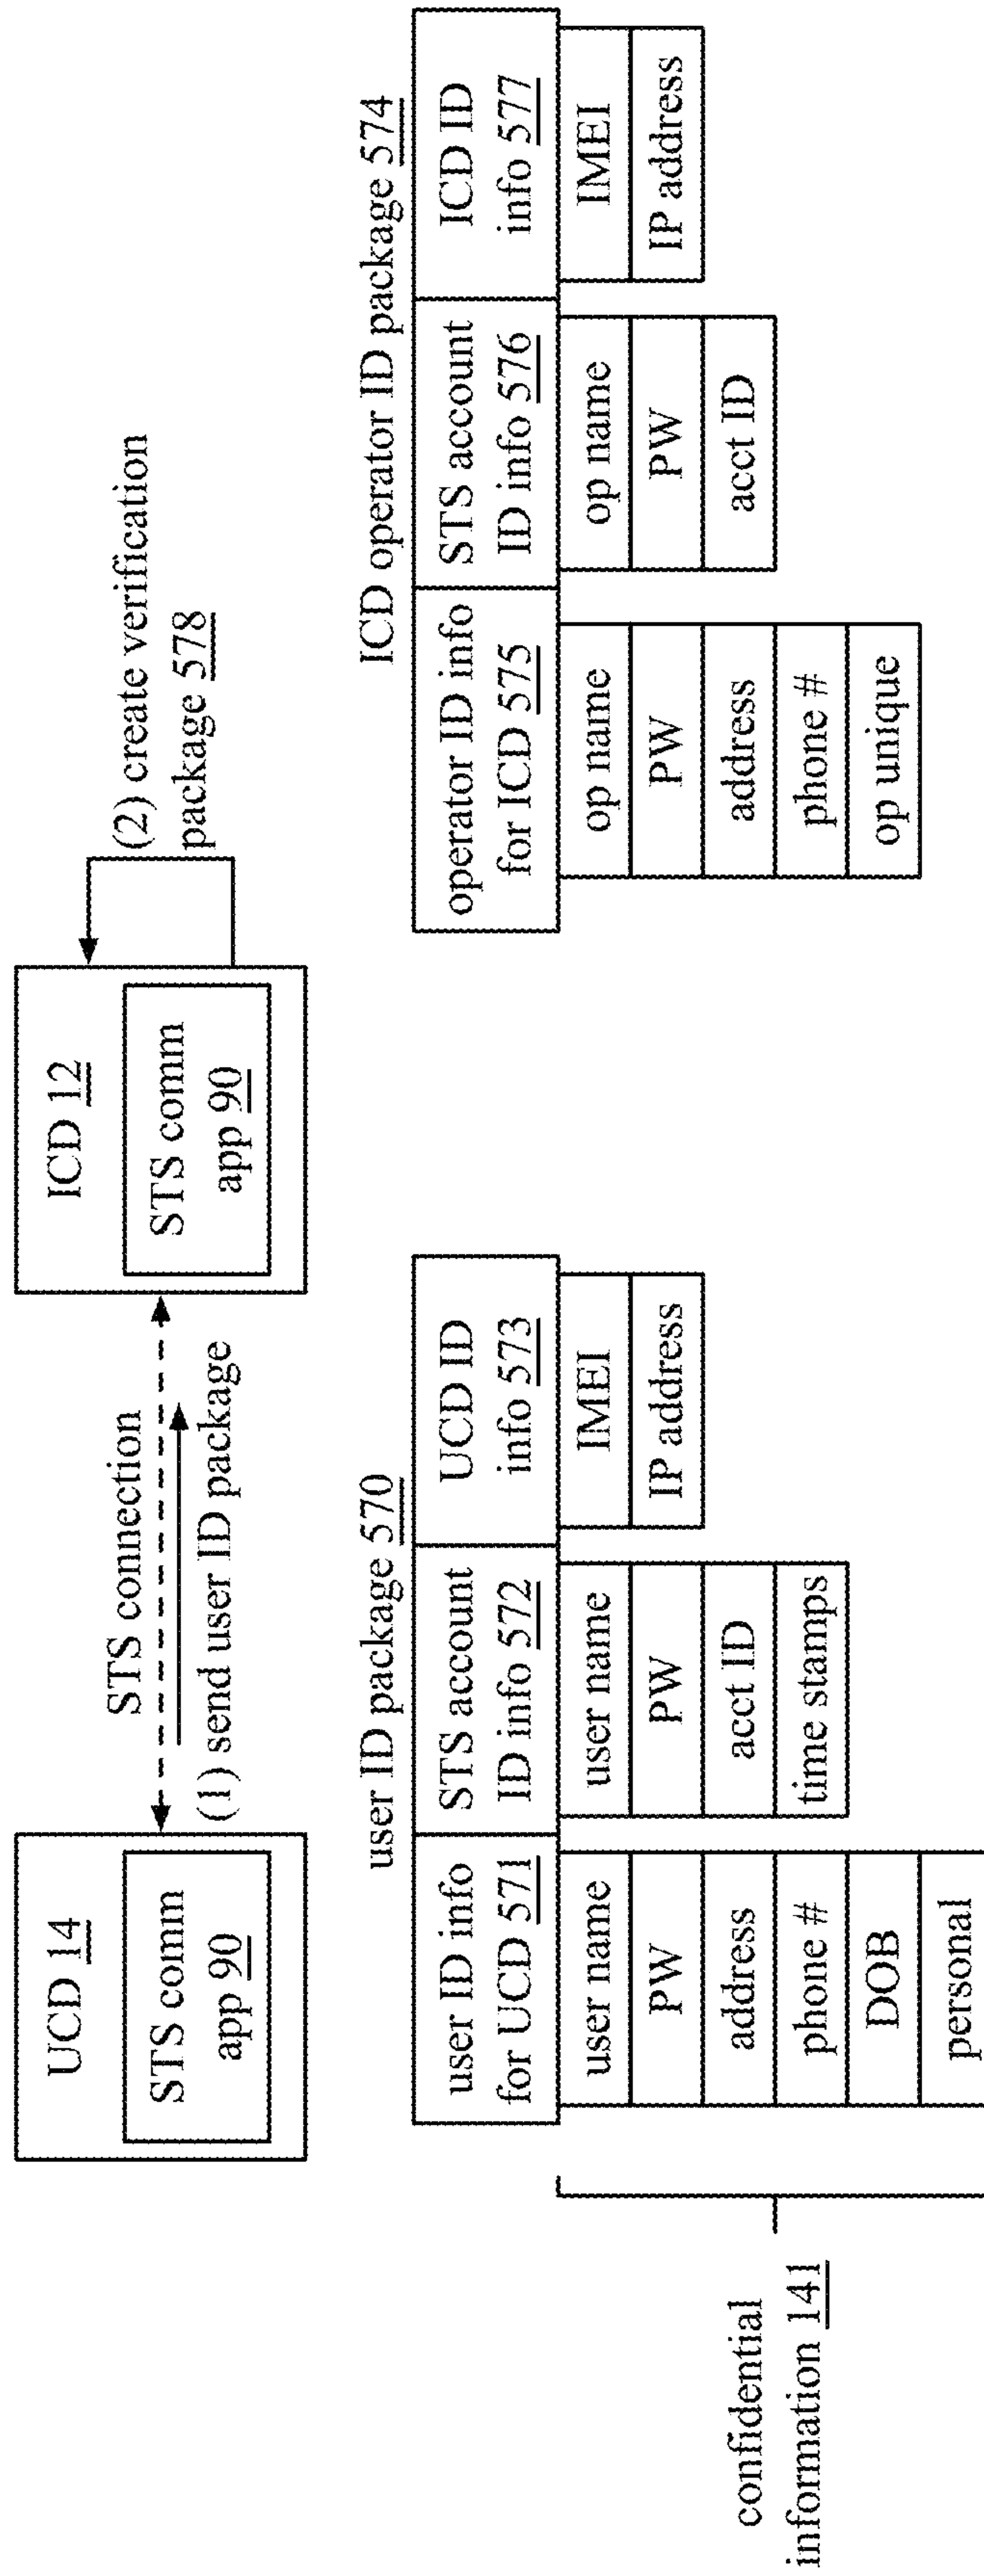 UCD 14
STS comm
app 90
STS connection
(1) send user ID package
ICD 12
STS comm
app 90
(2) create verification
package 578
user ID package 570
user ID info
for UCD 571
STS account
ID info 572
UCD ID
info 573
user name
PW
address
phone #
DOB
personal
user name
PW
acct ID
time stamps
IMEI
IP address
confidential
information 141
ICD operator ID package 574
operator ID info
for ICD 575
STS account
ID info 576
ICD ID
info 577
op name
PW
address
phone #
op unique
op name
PW
acct ID
IMEI
IP address